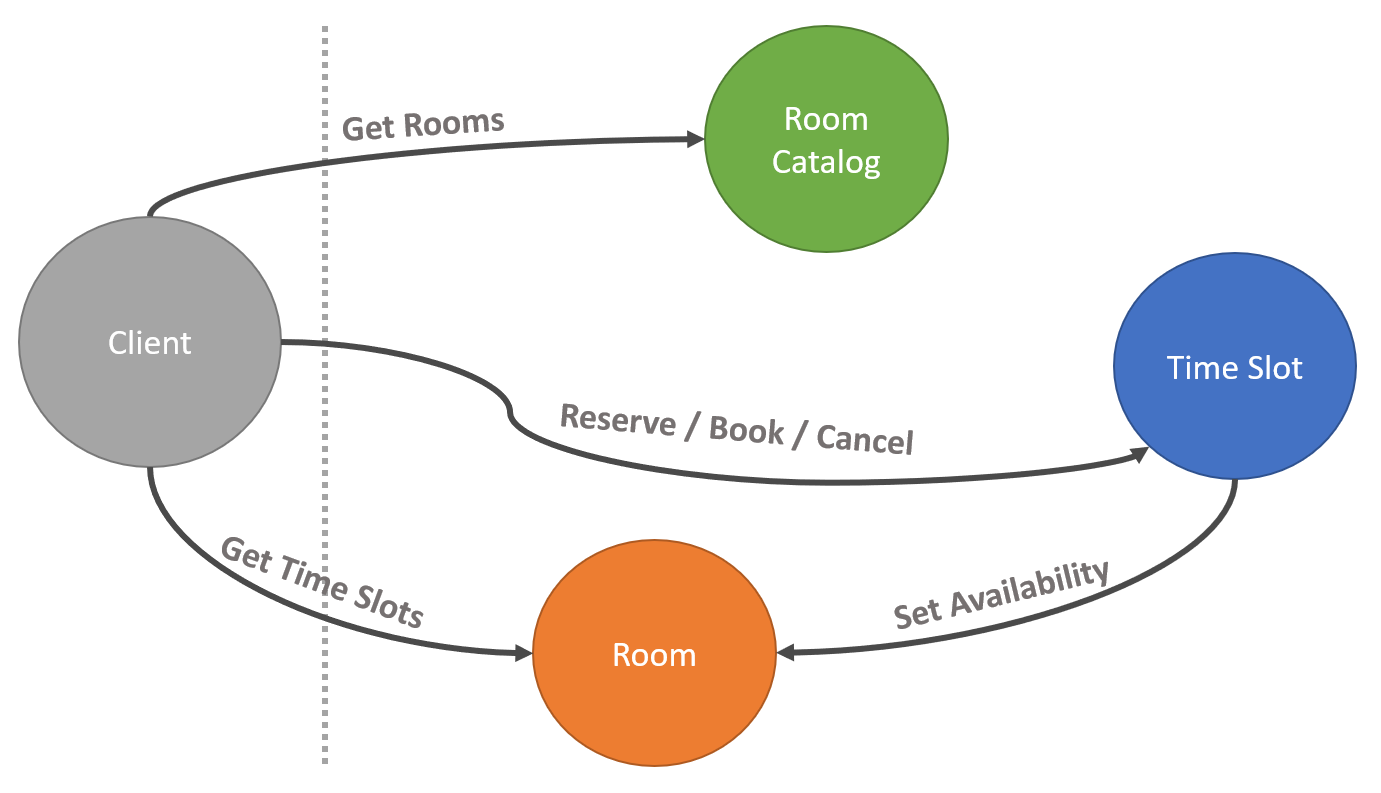 Get Rooms
Room
Catalog
Client
Time Slot
Reserve / Book / Cancel
Get Time Slots
Set Availability
Room